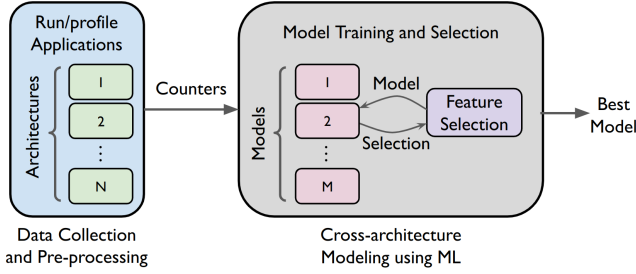 Run/profile
Applications
Architectures
1
2
⋮
N
Counters
Model Training and Selection
Models
1
2
⋮
M
Model
Selection
Feature
Selection
Best
Model
Data Collection
and Pre-processing
Cross-architecture
Modeling using ML